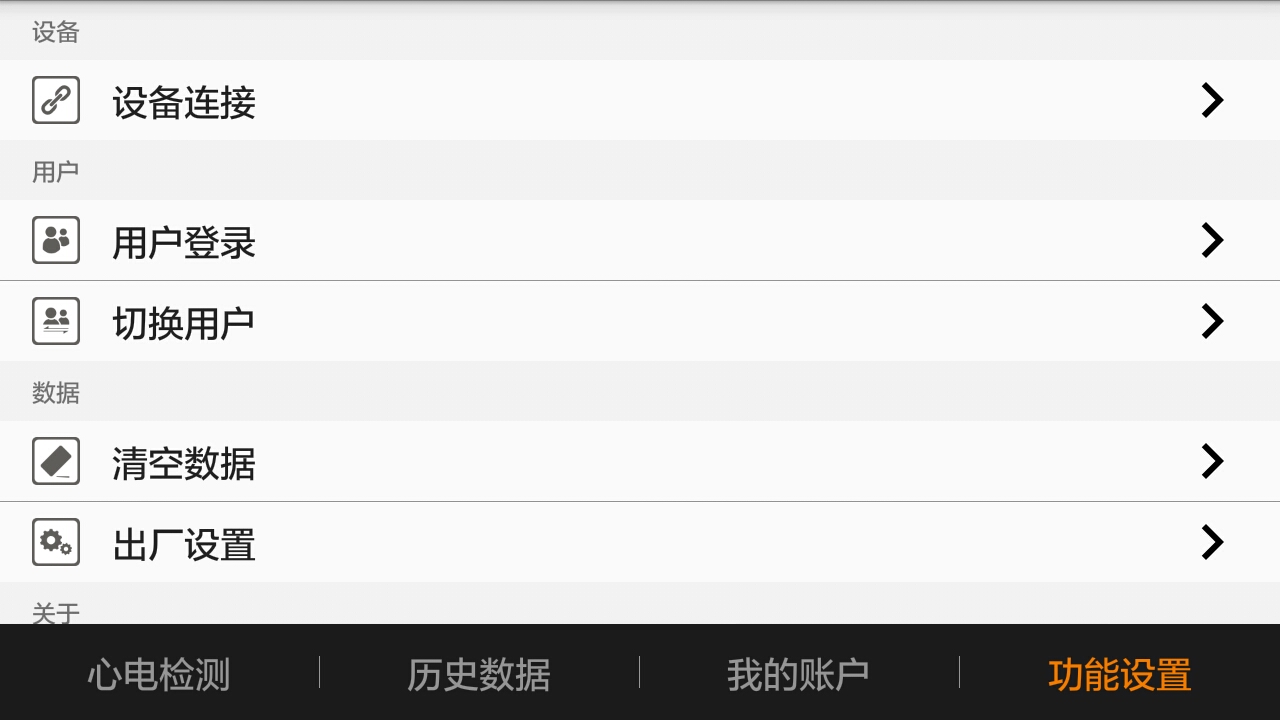 设备
设备连接
用户
用户登录
切换用户
数据
清空数据
出厂设置
关于
心电检测
历史数据
我的账户
功能设置